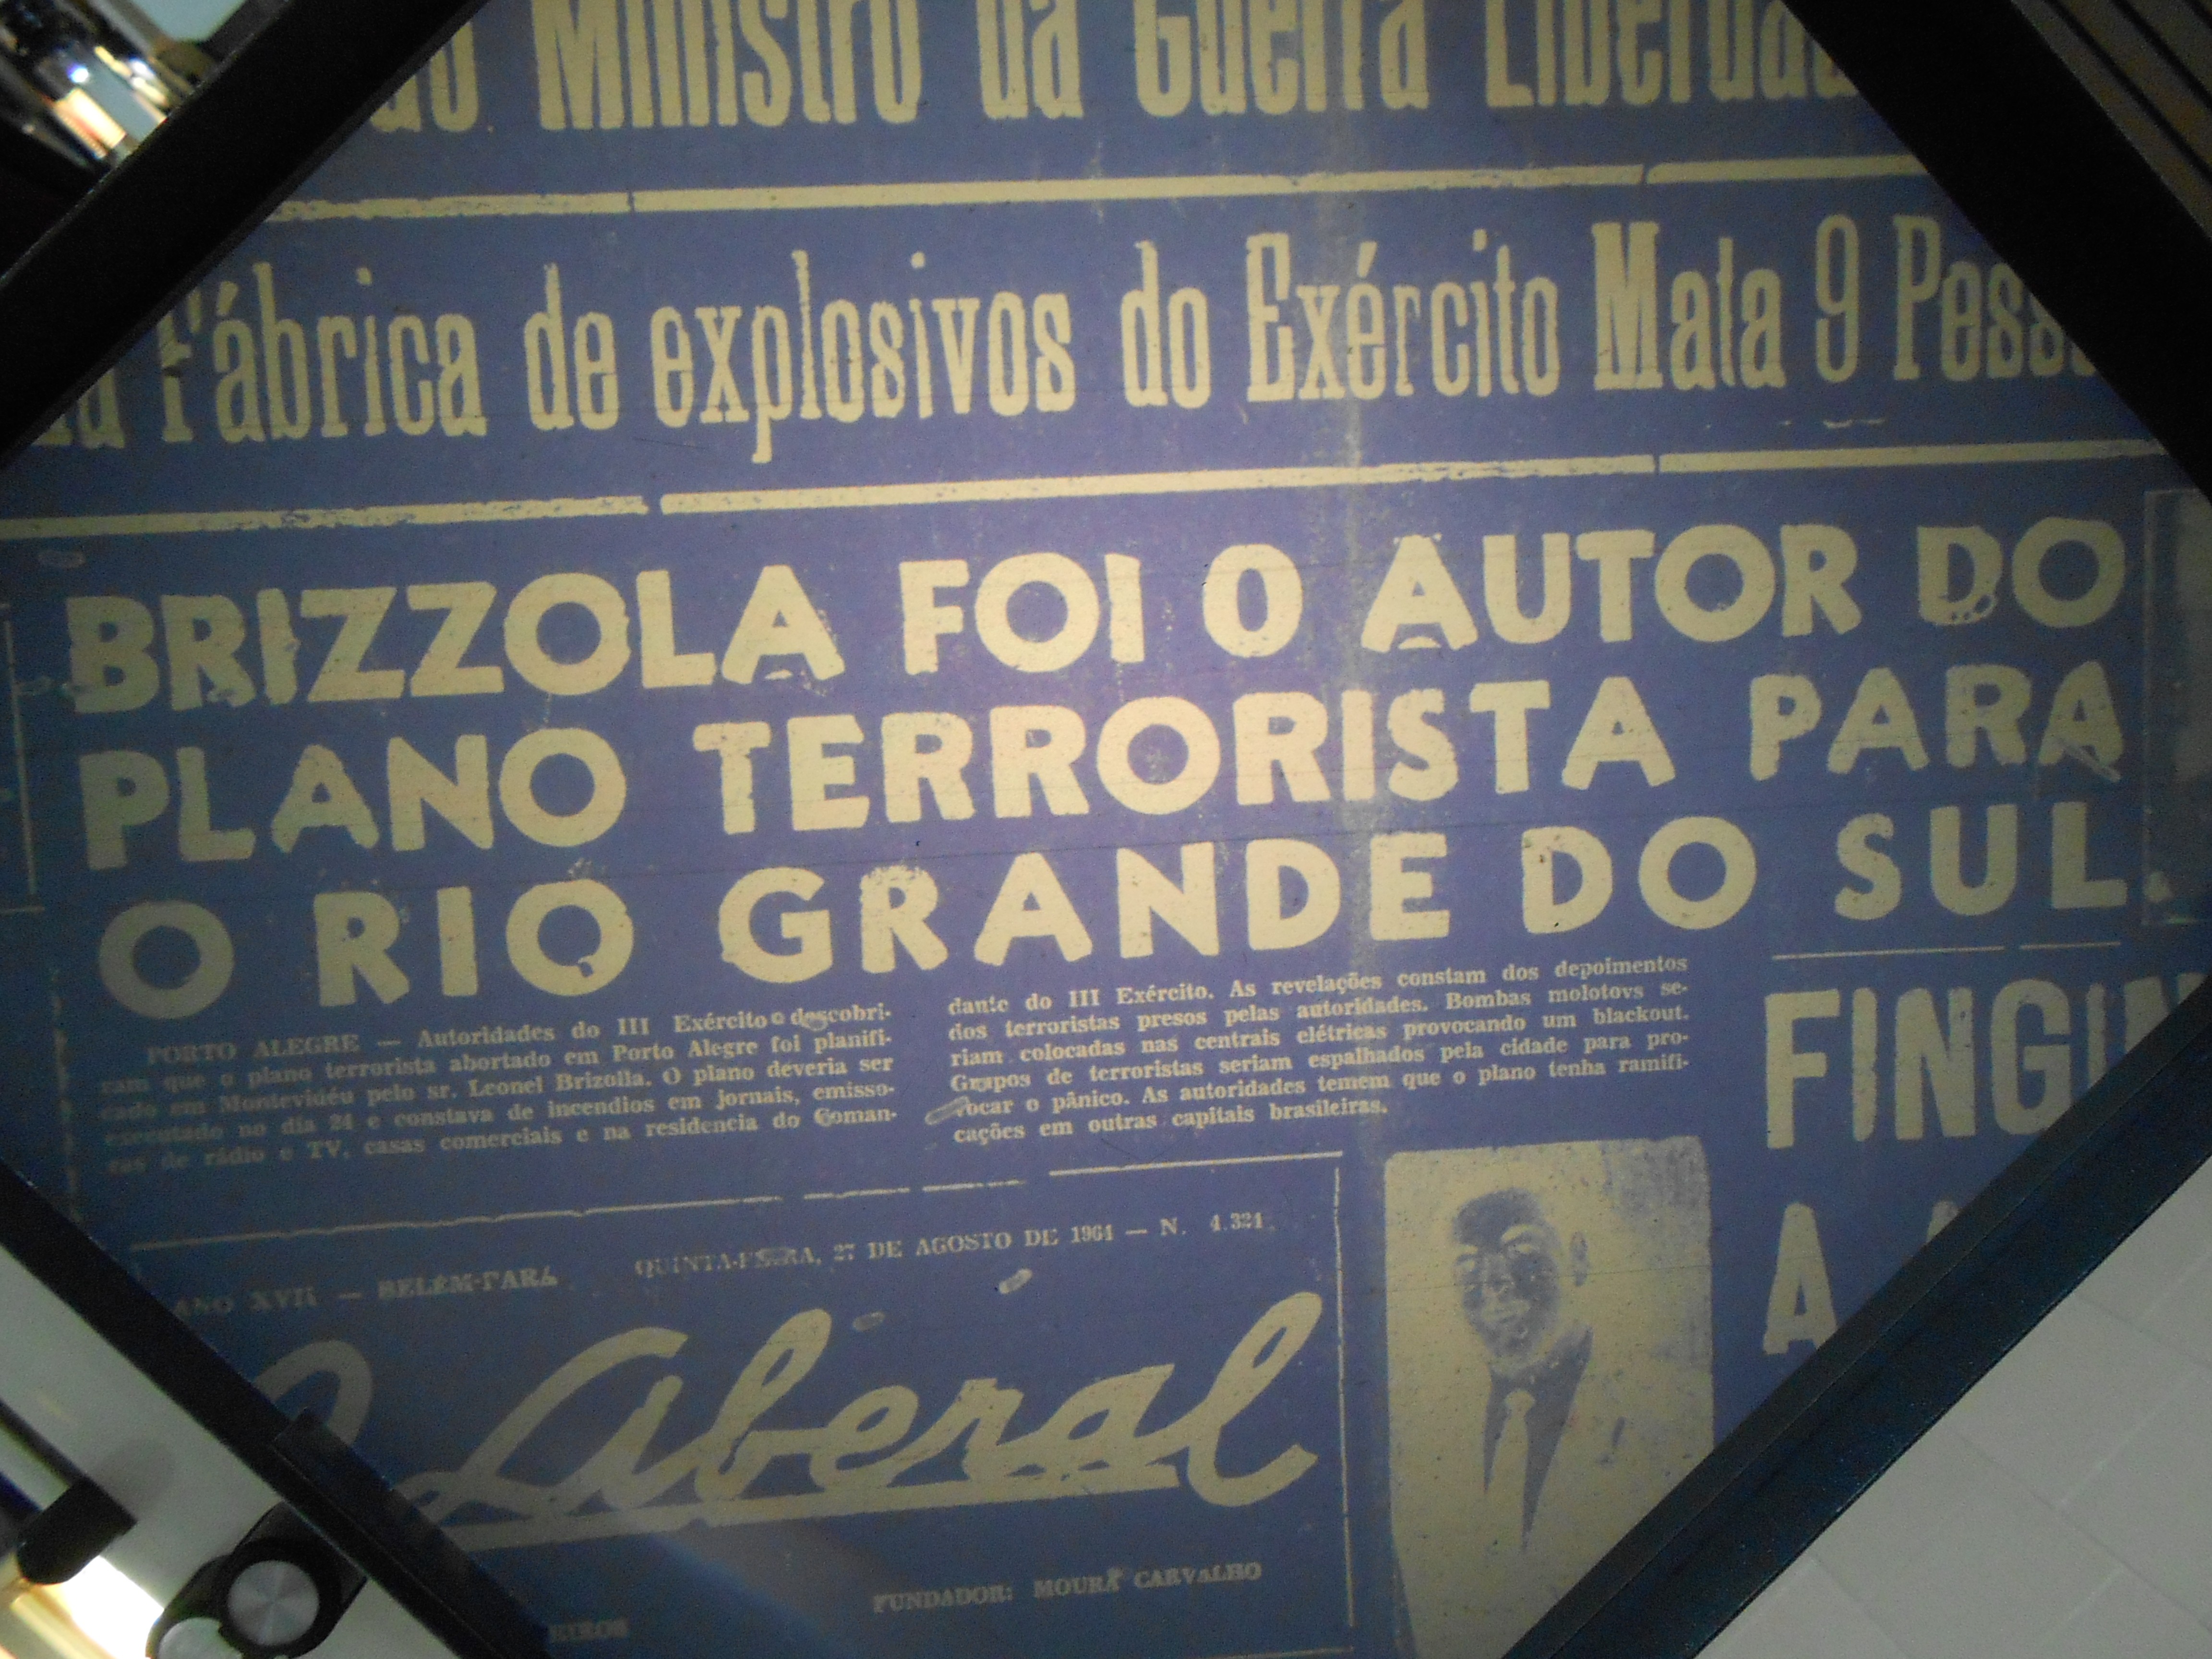 do Ministro da Guerra Liberdad
na Fábrica de explosivos do Exército Mata 9 Pess
BRIZZOLA FOI O AUTOR DO
PLANO TERRORISTA PARA
O RIO GRANDE DO SUL
PORTO ALEGRE — Autoridades do III Exército descobri-
ram que o plano terrorista abortado em Porto Alegre foi planifi-
cado em Montevidéu pelo sr. Leonel Brizolla. O plano deveria ser
executado no dia 24 e constava de incendios em jornais, emisso-
ras de rádio e TV, casas comerciais e na residencia do Coman-
dante do III Exército. As revelações constam dos depoimentos
dos terroristas presos pelas autoridades. Bombas molotovs se-
riam colocadas nas centrais elétricas provocando um blackout.
Grupos de terroristas seriam espalhados pela cidade para pro-
vocar o pânico. As autoridades temem que o plano tenha ramifi-
cações em outras capitais brasileiras.
FINGIN
A
ANO XVII — BELÉM-PARÁ QUINTA-FEIRA, 27 DE AGOSTO DE 1964 — N. 4.321
O Liberal
FUNDADOR: MOURA CARVALHO
EIROS